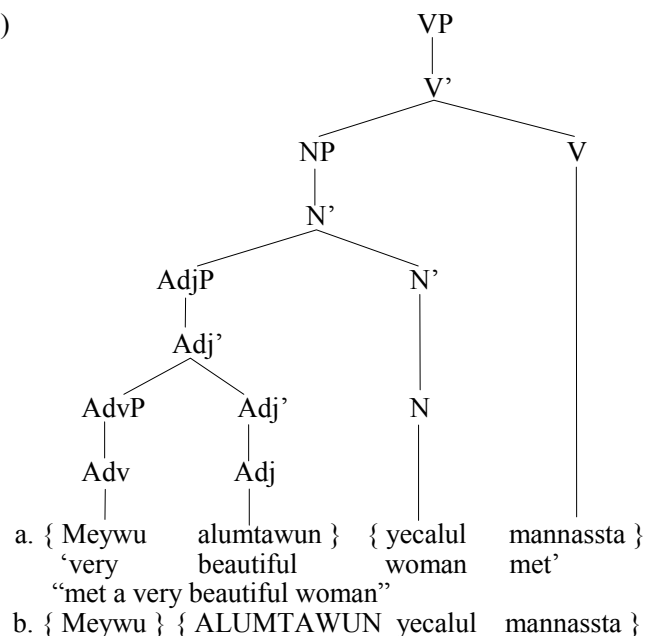 )
VP
V’
NP V
N’
AdjP N’
Adj’
AdvP Adj’ N
Adv Adj
a. { Meywu alumtawun } { yecalul mannassta }
‘very beautiful woman met’
“met a very beautiful woman”
b. { Meywu } { ALUMTAWUN yecalul mannassta }